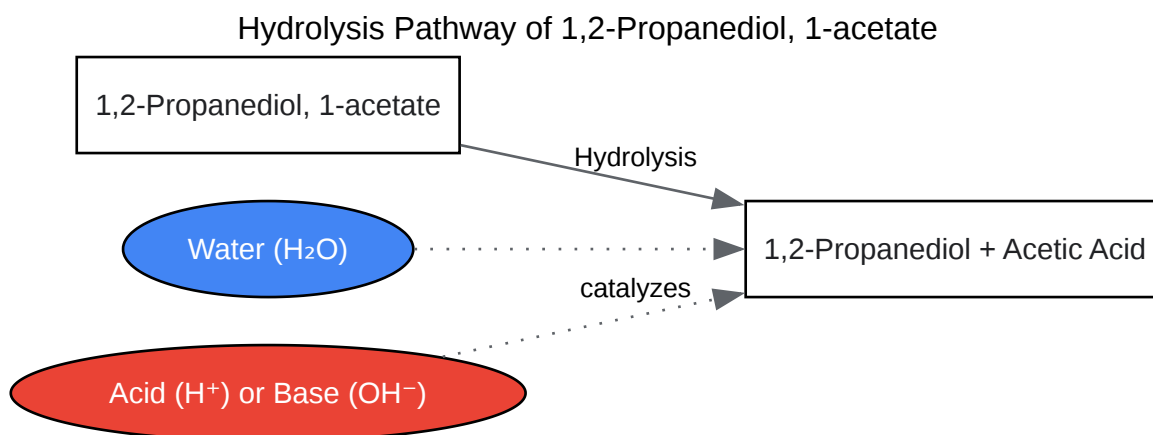 Hydrolysis Pathway of 1,2-Propanediol, 1-acetate
1,2-Propanediol, 1-acetate
Hydrolysis
Water (H₂O)
1,2-Propanediol + Acetic Acid
catalyzes
Acid (H⁺) or Base (OH⁻)